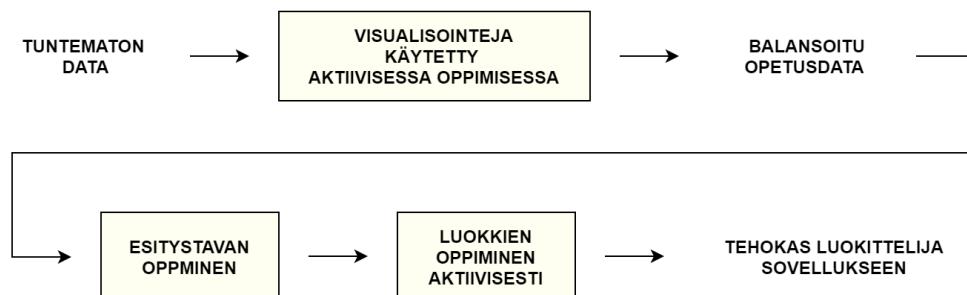 TUNTEMATON
DATA
VISUALISOINTEJA
KÄYTETTY
AKTIIVISESSA OPPIMISESSA
BALANSOITU
OPETUSDATA
ESITYSTAVAN
OPPMINEN
LUOKKIEN
OPPIMINEN
AKTIIVISESTI
TEHOKAS LUOKITTELIJA
SOVELLUKSEEN